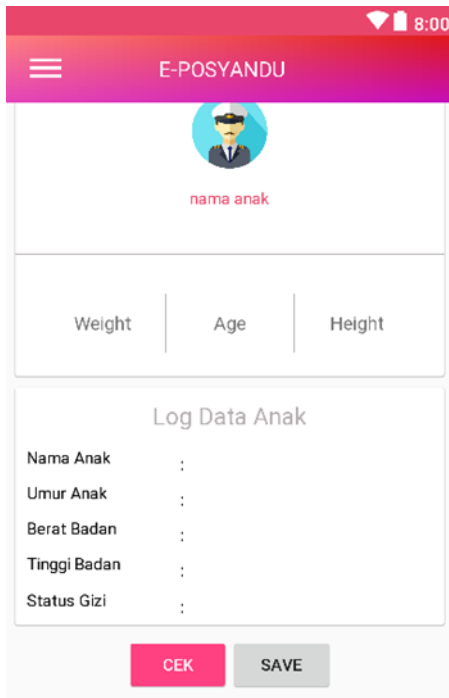 8:00
E-POSYANDU
nama anak
Weight Age Height
Log Data Anak
Nama Anak :
Umur Anak :
Berat Badan :
Tinggi Badan :
Status Gizi :
CEK SAVE